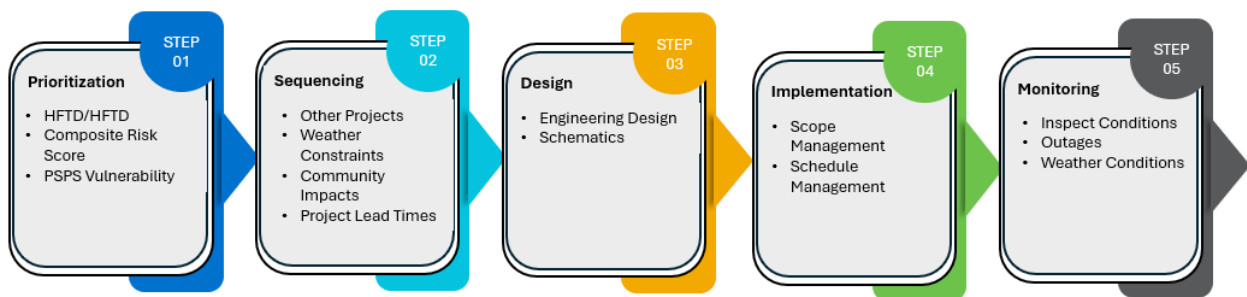 STEP
01
Prioritization
• HFTD/HFTD
• Composite Risk
Score
• PSPS Vulnerability
STEP
02
Sequencing
• Other Projects
• Weather
Constraints
• Community
Impacts
• Project Lead Times
STEP
03
Design
• Engineering Design
• Schematics
STEP
04
Implementation
• Scope
Management
• Schedule
Management
STEP
05
Monitoring
• Inspect Conditions
• Outages
• Weather Conditions